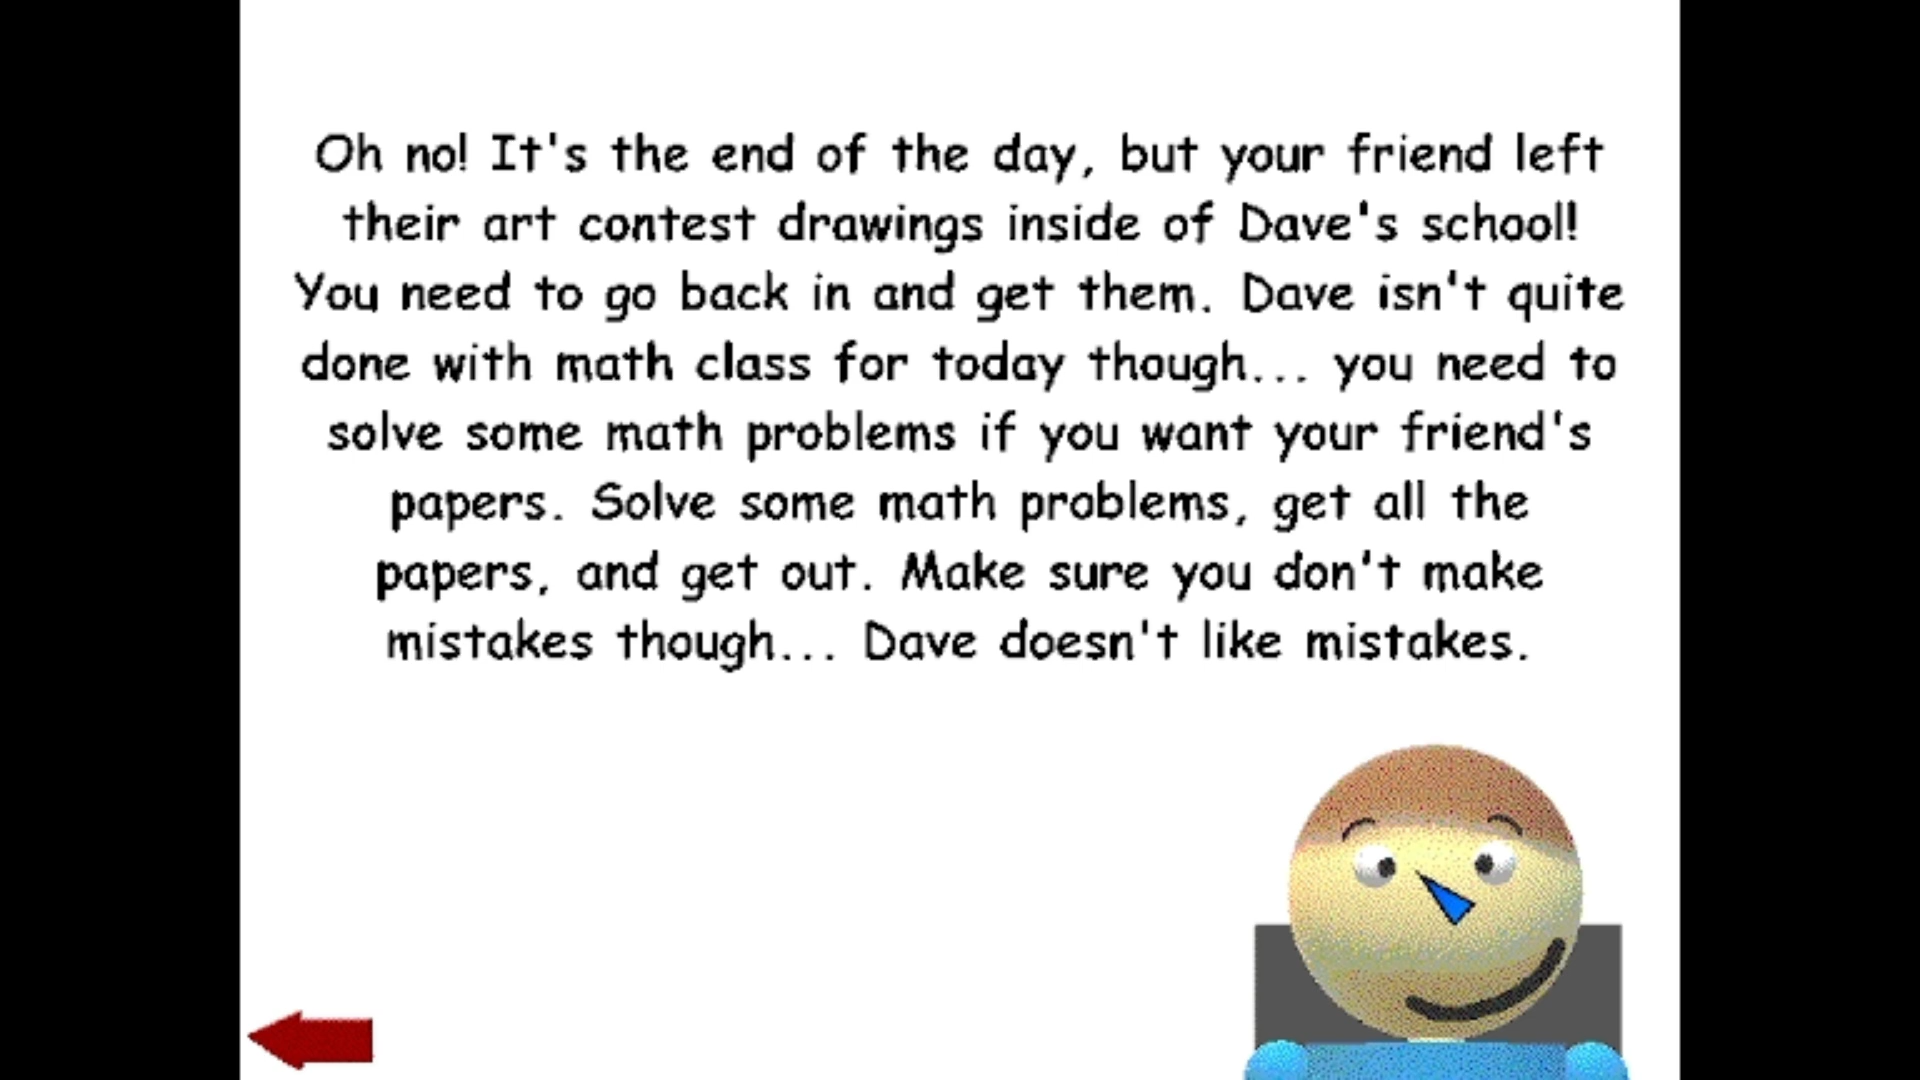 Oh no! It's the end of the day, but your friend left
their art contest drawings inside of Dave's school!
You need to go back in and get them. Dave isn't quite
done with math class for today though... you need to
solve some math problems if you want your friend's
papers. Solve some math problems, get all the
papers, and get out. Make sure you don't make
mistakes though... Dave doesn't like mistakes.